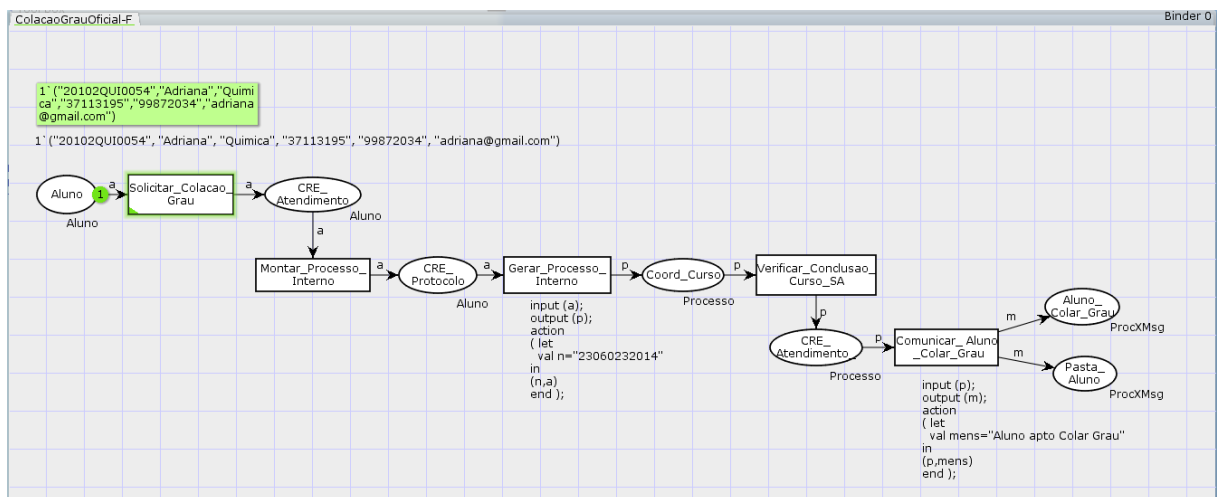 ColacaoGrauOficial-F
Binder 0
1`("20102QUI0054","Adriana","Quimi
ca","37113195","99872034","adriana
@gmail.com")
1`("20102QUI0054", "Adriana", "Quimica", "37113195", "99872034", "adriana@gmail.com")
Aluno
1
a
Solicitar_Colacao_
Grau
a
CRE_
Atendimento
Aluno
Aluno
a
Montar_Processo_
Interno
a
CRE_
Protocolo
Aluno
a
Gerar_Processo_
Interno
p
Coord_Curso
Processo
p
Verificar_Conclusao_
Curso_SA
input (a);
output (p);
action
( let
val n="23060232014"
in
(n,a)
end );
p
CRE_
Atendimento
Processo
p
Comunicar_ Aluno
_Colar_Grau
m
Aluno_
Colar_Grau
ProcXMsg
m
Pasta_
Aluno
ProcXMsg
input (p);
output (m);
action
( let
val mens="Aluno apto Colar Grau"
in
(p,mens)
end );